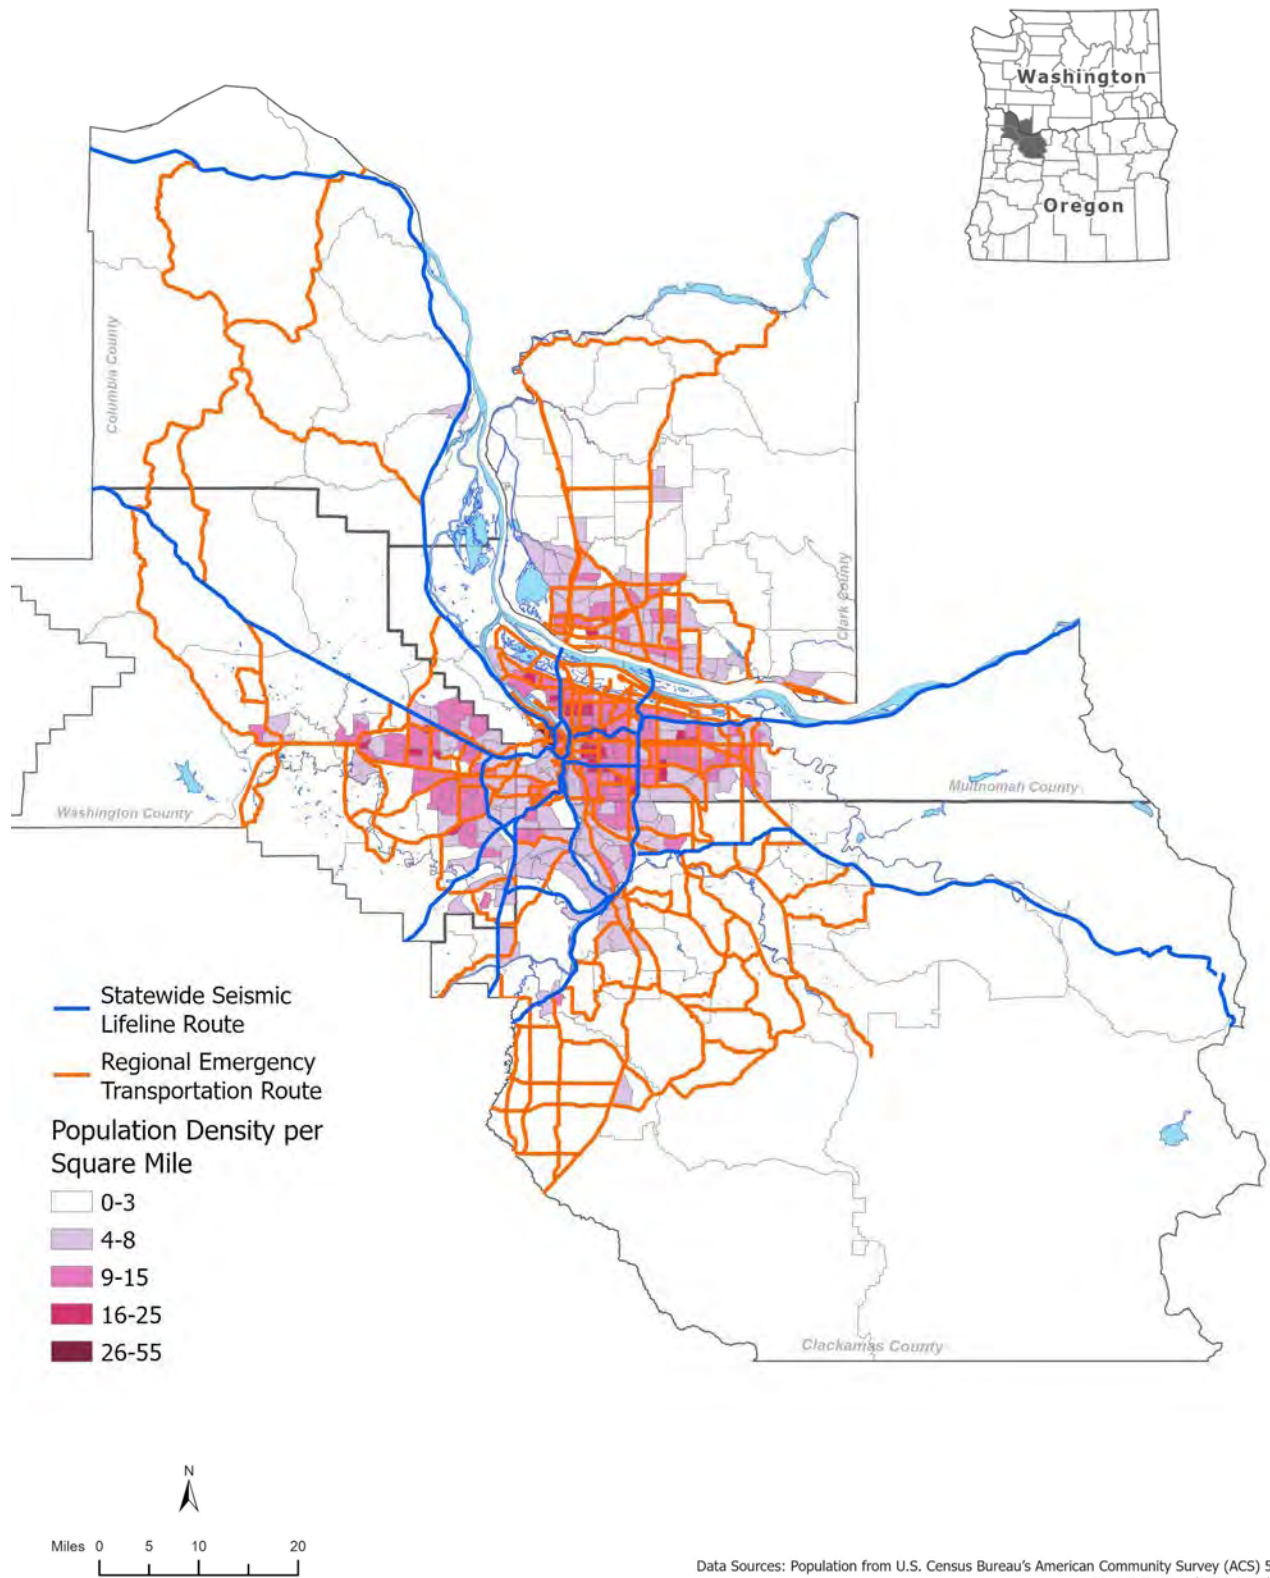 Washington
Oregon
Columbia County
Clark County
Multnomah County
Washington County
Statewide Seismic
Lifeline Route
Regional Emergency
Transportation Route
Population Density per
Square Mile
0-3
4-8
9-15
16-25
26-55
Clackamas County
N
Miles 0 5 10 20
Data Sources: Population from U.S. Census Bureau's American Community Survey (ACS) 5